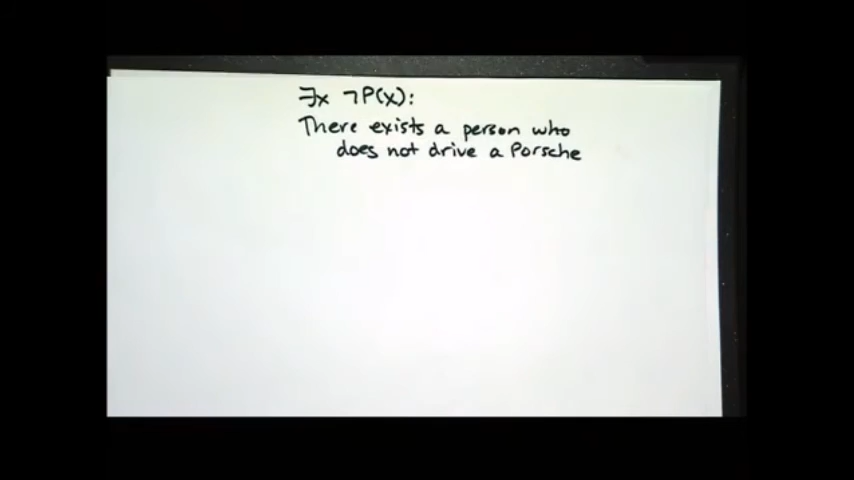 ∃x ¬P(x):
There exists a person who
does not drive a Porsche